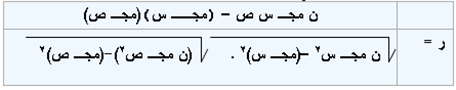 ن مجـ س ص - (مجـ س)(مجـ ص)
ر =
ن مجـ س٢ -(مجـ س)٢ . (ن مجـ ص٢)-(مجـ ص)٢